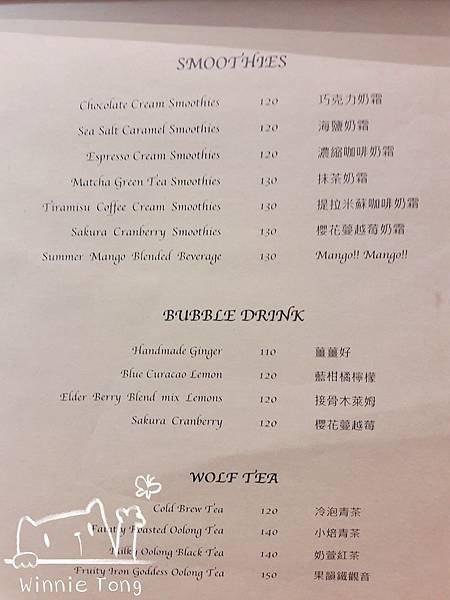 SMOOTHIES
Chocolate Cream Smoothies 120 巧克力奶霜
Sea Salt Caramel Smoothies 120 海鹽奶霜
Espresso Cream Smoothies 120 濃縮咖啡奶霜
Matcha Green Tea Smoothies 130 抹茶奶霜
Tiramisu Coffee Cream Smoothies 130 提拉米蘇咖啡奶霜
Sakura Cranberry Smoothies 130 櫻花蔓越莓奶霜
Summer Mango Blended Beverage 130 Mango!! Mango!!
BUBBLE DRINK
Handmade Ginger 110 薑薑好
Blue Curacao Lemon 120 藍柑橘檸檬
Elder Berry Blend mix Lemons 120 接骨木萊姆
Sakura Cranberry 120 櫻花蔓越莓
WOLF TEA
Cold Brew Tea 120 冷泡青茶
Roasted Oolong Tea 140 小焙青茶
Milky Oolong Black Tea 140 奶萱紅茶
Fruity Iron Goddess Oolong Tea 150 果韻鐵觀音
Winnie Tong